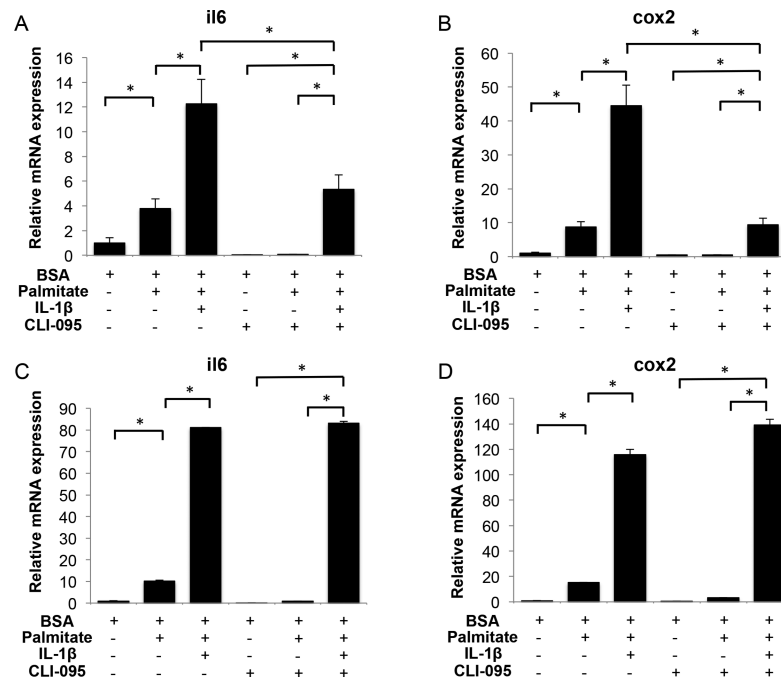 A
il6
Relative mRNA expression
16
14
12
10
8
6
4
2
0
* * * * *
BSA + + + + + +
Palmitate - + + - + +
IL-1β - - + - - +
CLI-095 - - - + + +
B
cox2
Relative mRNA expression
60
50
40
30
20
10
0
* * * * *
BSA + + + + + +
Palmitate - + + - + +
IL-1β - - + - - +
CLI-095 - - - + + +
C
il6
Relative mRNA expression
90
80
70
60
50
40
30
20
10
0
* * * *
BSA + + + + + +
Palmitate - + + - + +
IL-1β - - + - - +
CLI-095 - - - + + +
D
cox2
Relative mRNA expression
160
140
120
100
80
60
40
20
0
* * * *
BSA + + + + + +
Palmitate - + + - + +
IL-1β - - + - - +
CLI-095 - - - + + +